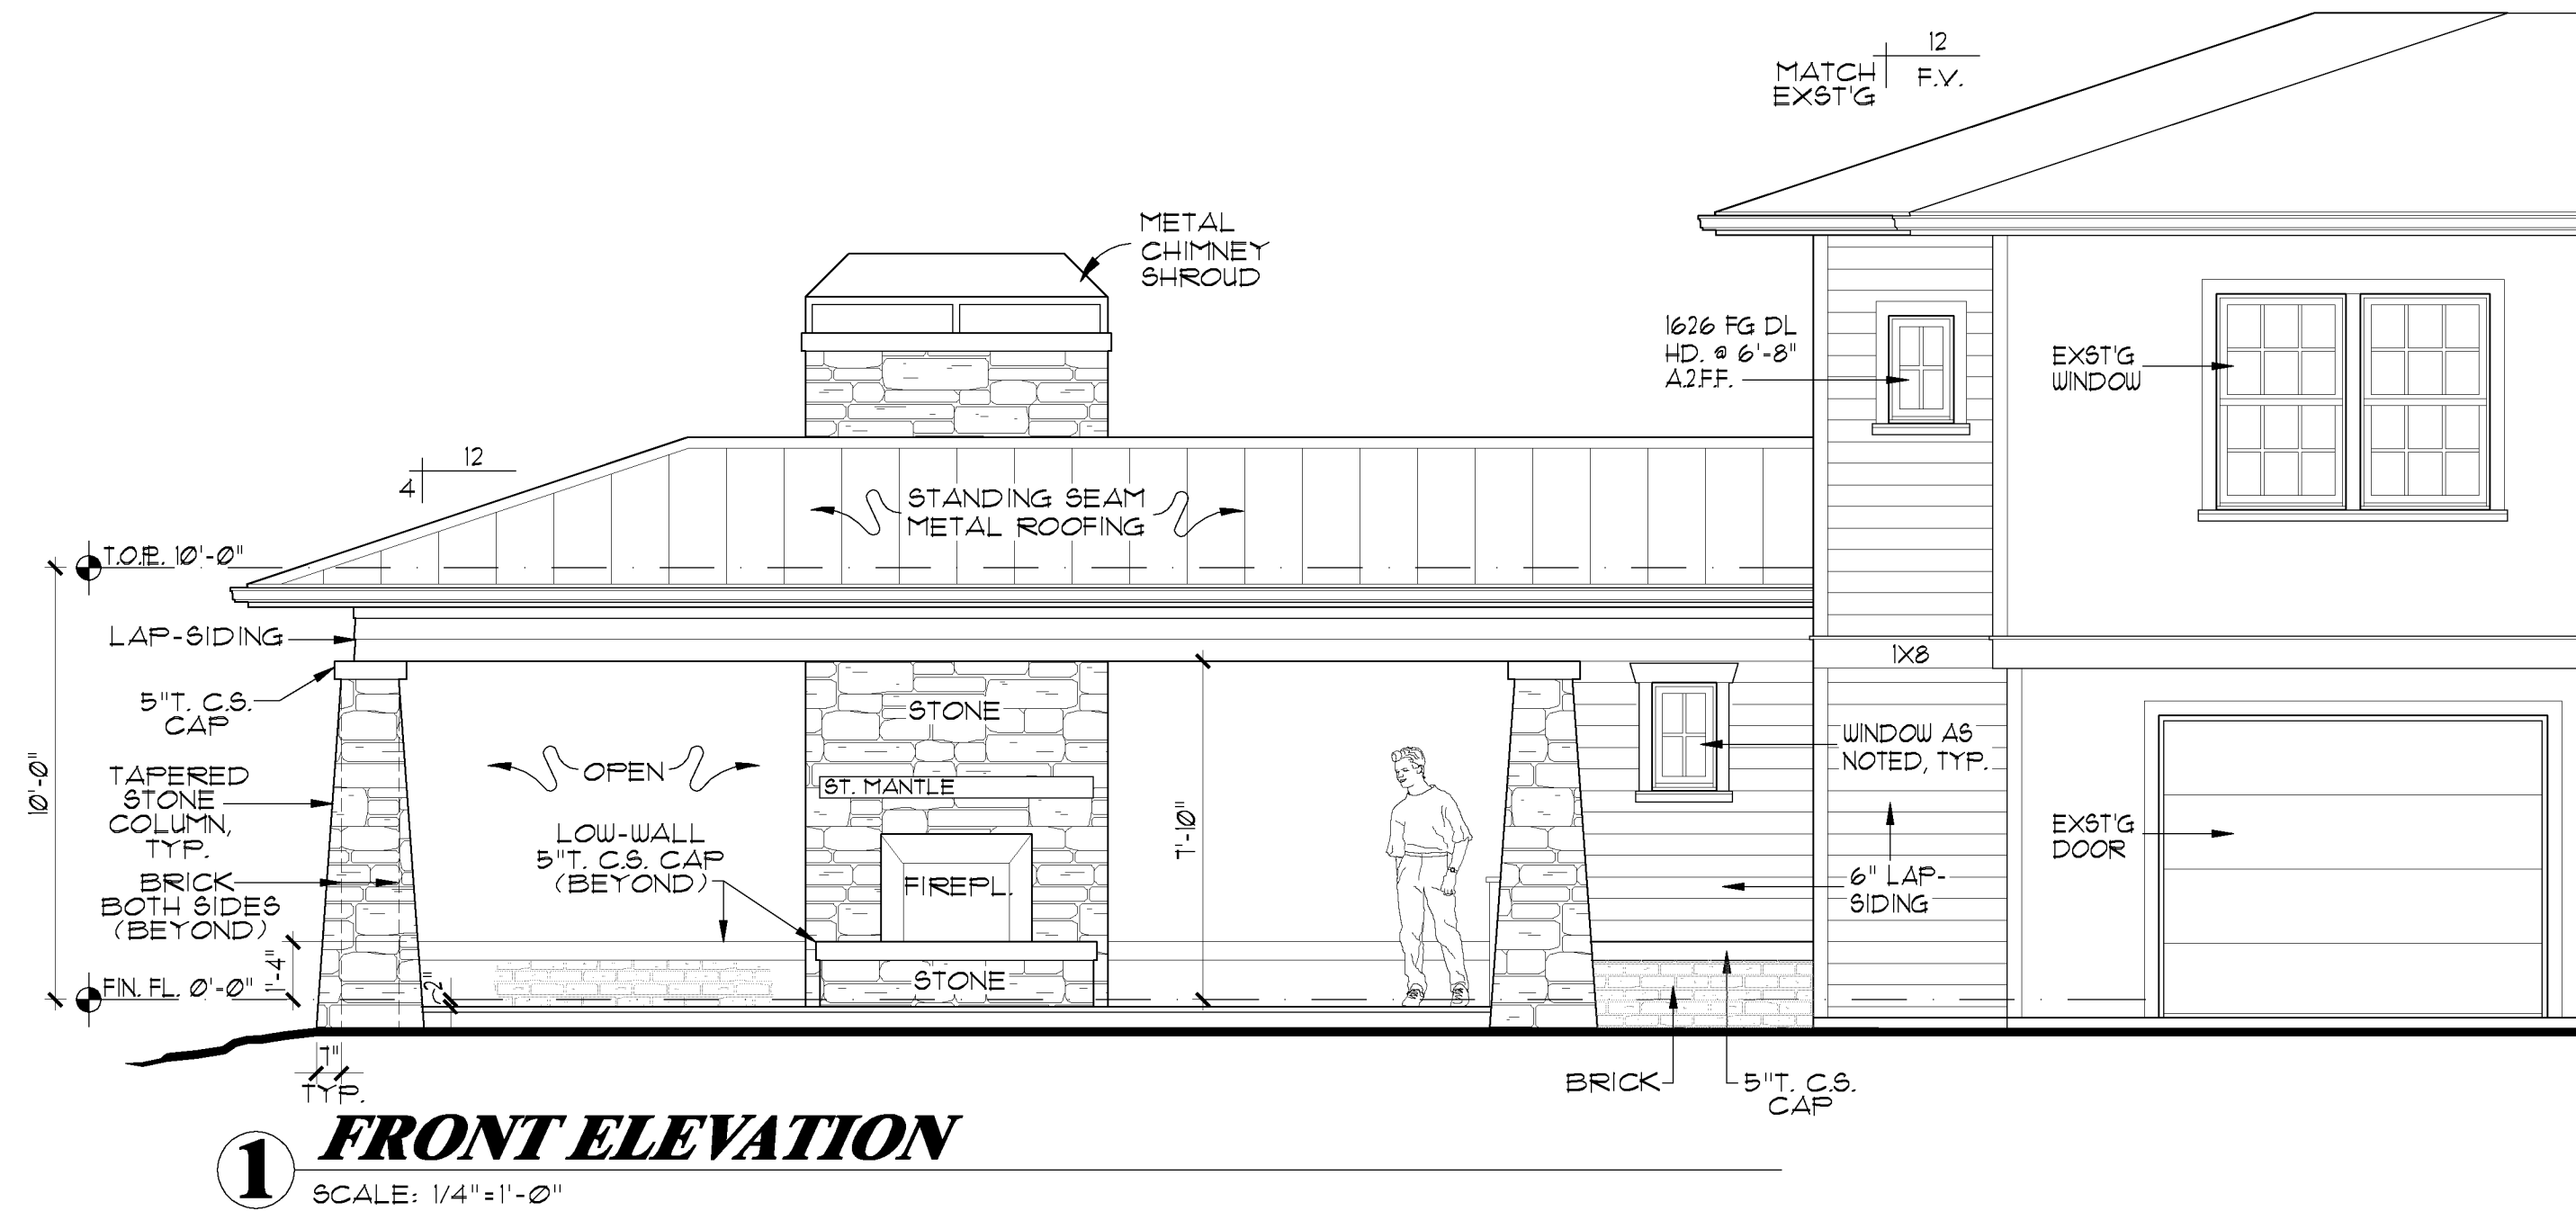 12
MATCH
EXST'G
F.V.
METAL
CHIMNEY
SHROUD
1626 FG DL
HD. @ 6'-8"
A.2.F.F.
EXST'G
WINDOW
12
4
STANDING SEAM
METAL ROOFING
T.O.P. 10'-0"
LAP-SIDING
1X8
5"T. C.S.
CAP
STONE
WINDOW AS
NOTED, TYP.
OPEN
TAPERED
STONE
COLUMN,
TYP.
ST. MANTLE
10'-0"
7'-10"
LOW-WALL
5"T. C.S. CAP
(BEYOND)
EXST'G
DOOR
BRICK
BOTH SIDES
(BEYOND)
FIREPL.
6" LAP-
SIDING
1'-4"
FIN. FL. 0'-0"
2"
STONE
7"
TYP.
BRICK
5"T. C.S.
CAP
1
FRONT ELEVATION
SCALE: 1/4"=1'-0"